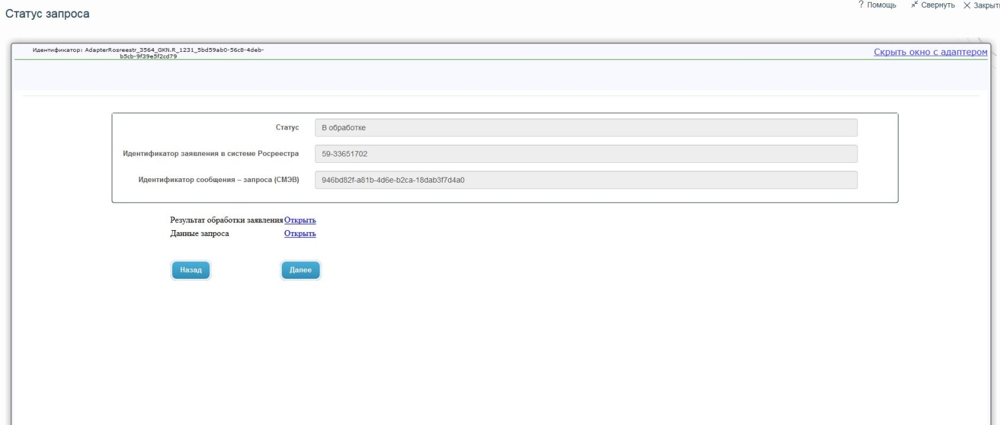 ? Помощь Свернуть Закрыть
Статус запроса
Идентификатор: AdapterRosreestr_3564_GKN.R_1231_5bd59ab0-56c8-4deb-
b5cb-9f39e5f2cd79
Скрыть окно с адаптером
Статус В обработке
Идентификатор заявления в системе Росреестра 59-33651702
Идентификатор сообщения – запроса (СМЭВ) 946bd82f-a81b-4d6e-b2ca-18dab3f7d4a0
Результат обработки заявления Открыть
Данные запроса Открыть
Назад Далее